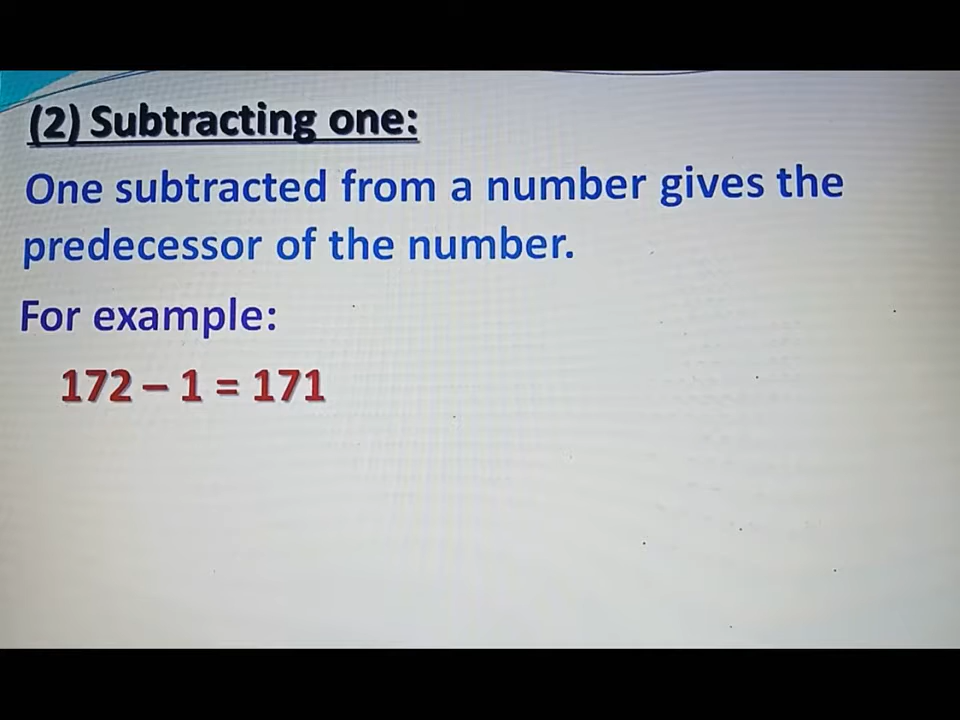 (2) Subtracting one:
One subtracted from a number gives the
predecessor of the number.
For example:
172 – 1 = 171